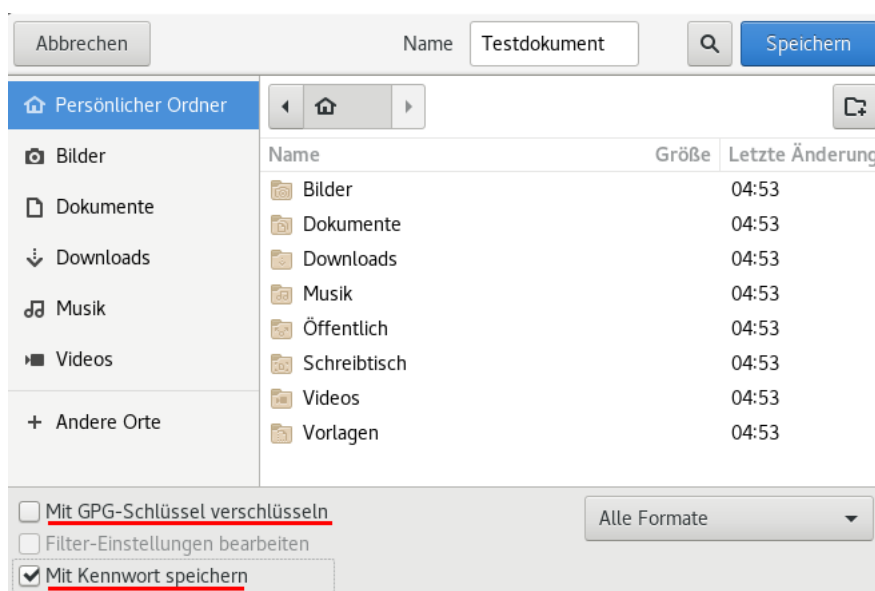 Abbrechen Name Testdokument Speichern
Persönlicher Ordner
Bilder
Dokumente
Downloads
Musik
Videos
Andere Orte
Name Größe Letzte Änderung
Bilder 04:53
Dokumente 04:53
Downloads 04:53
Musik 04:53
Öffentlich 04:53
Schreibtisch 04:53
Videos 04:53
Vorlagen 04:53
Mit GPG-Schlüssel verschlüsseln
Alle Formate
Filter-Einstellungen bearbeiten
Mit Kennwort speichern